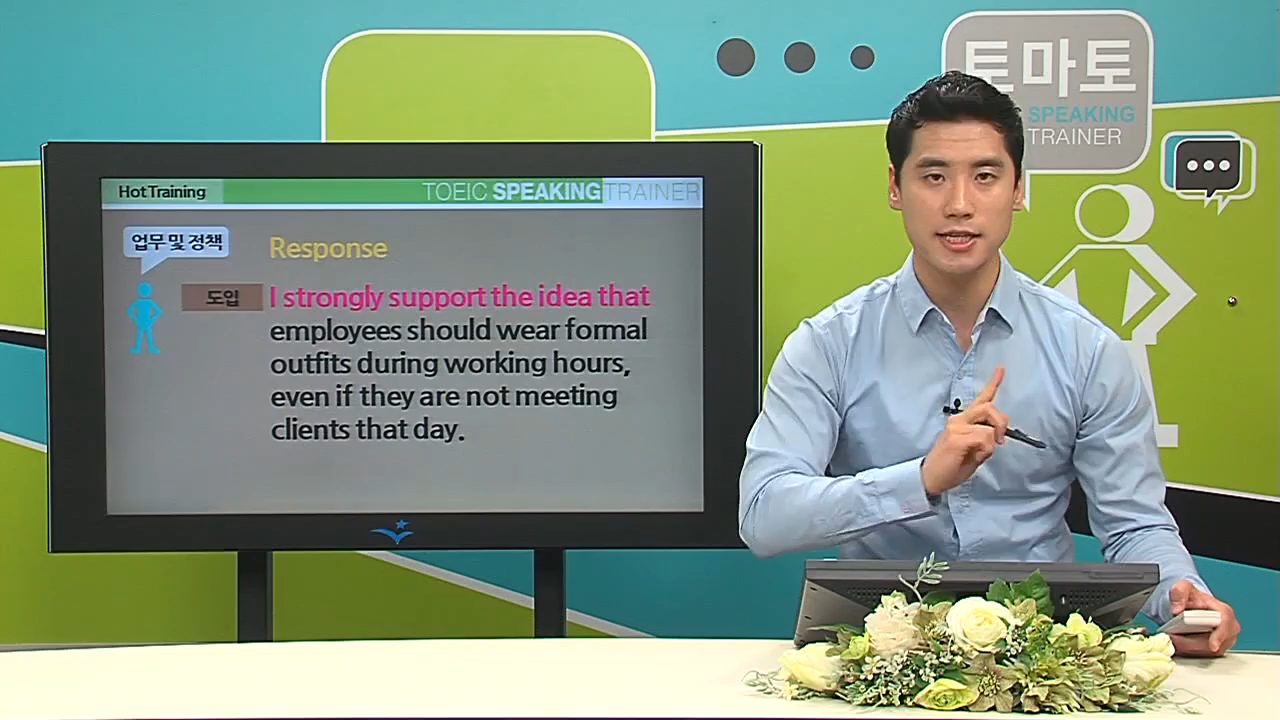 토마토
SPEAKING
TRAINER
Hot Training
TOEIC SPEAKING TRAINER
업무 및 정책
Response
도입
I strongly support the idea that
employees should wear formal
outfits during working hours,
even if they are not meeting
clients that day.